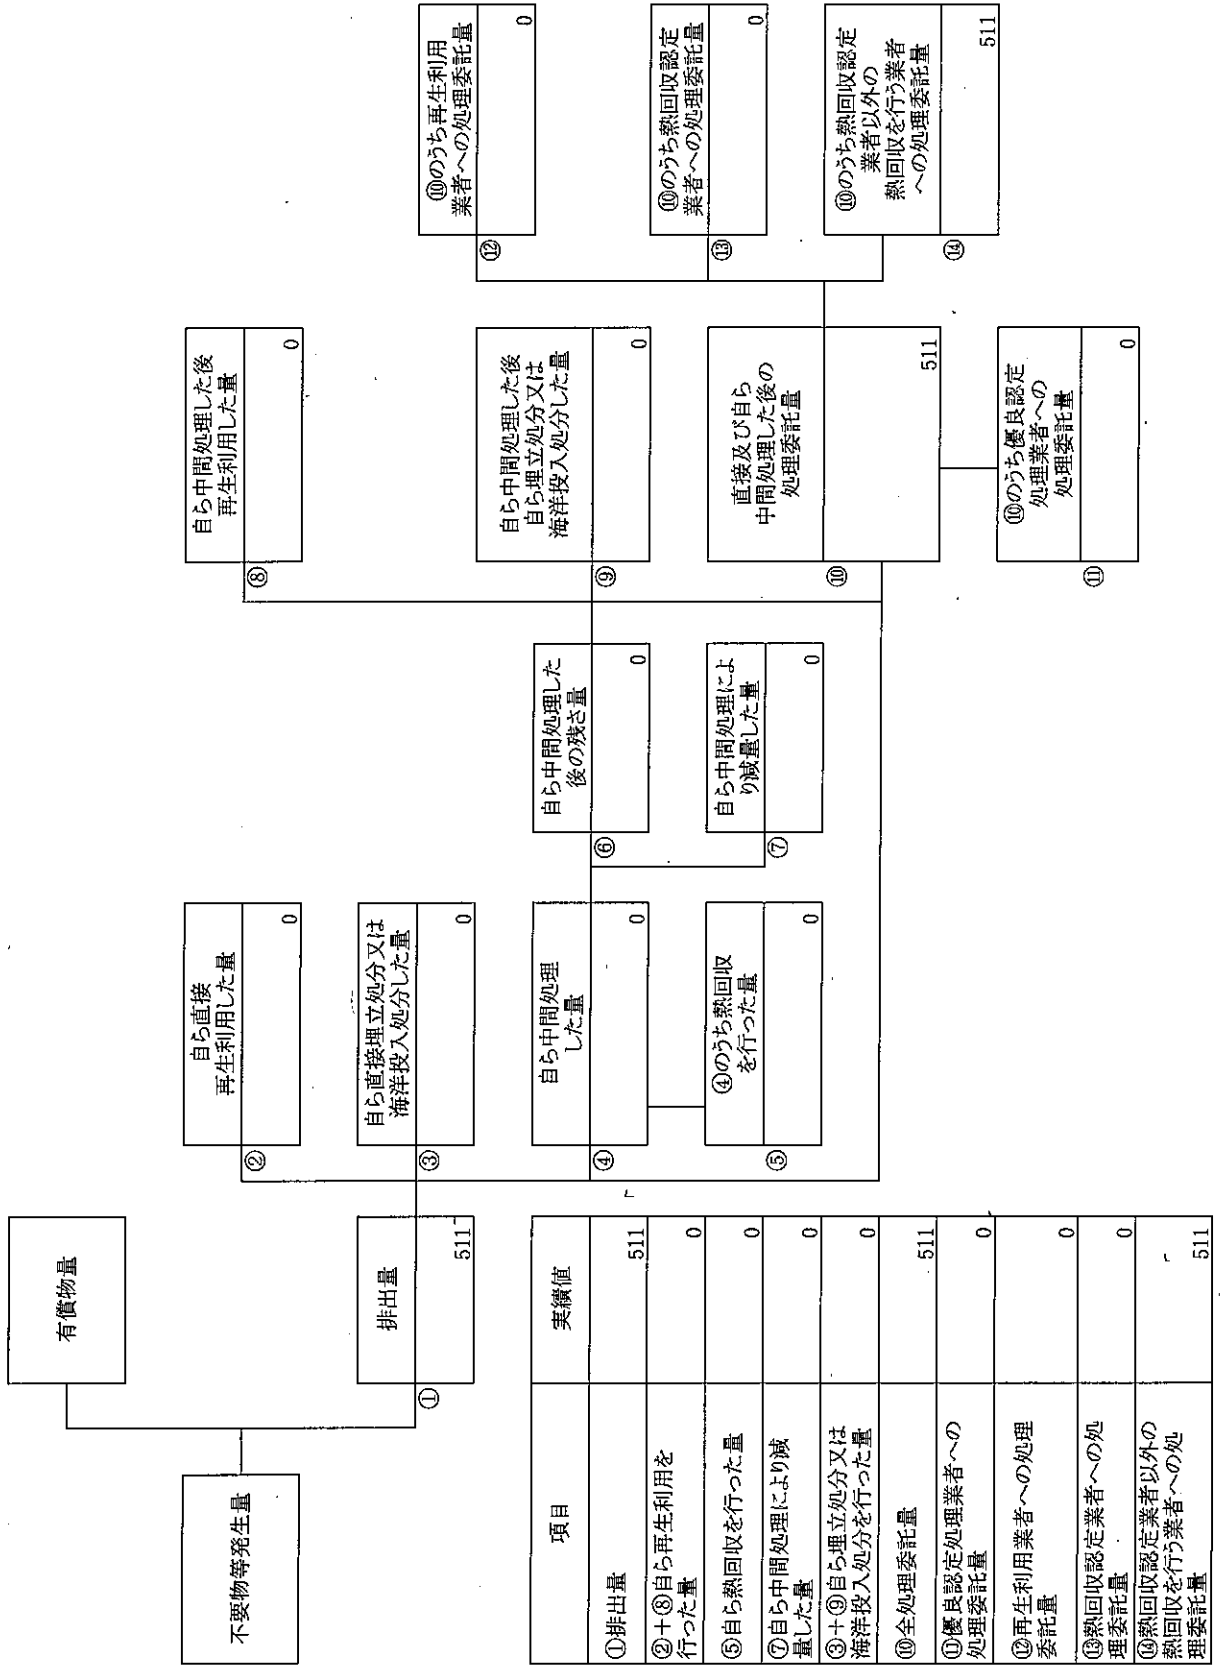 不要物等発生量
有償物量
①
排出量
511
②
自ら直接
再生利用した量
0
③
自ら直接埋立処分又は
海洋投入処分した量
0
④
自ら中間処理
した量
0
⑤
④のうち熱回収
を行った量
0
⑥
自ら中間処理した
後の残さ量
0
⑦
自ら中間処理によ
り減量した量
0
⑧
自ら中間処理した後
再生利用した量
0
⑨
自ら中間処理した後
自ら埋立処分又は
海洋投入処分した量
0
⑩
直接及び自ら
中間処理した後の
処理委託量
511
⑪
⑩のうち優良認定
処理業者への
処理委託量
0
⑫
⑩のうち再生利用
業者への処理委託量
0
⑬
⑩のうち熱回収認定
業者への処理委託量
0
⑭
⑩のうち熱回収認定
業者以外の
熱回収を行う業者
への処理委託量
511
項目 実績値
①排出量 511
②+⑧自ら再生利用を
行った量 0
⑤自ら熱回収を行った量 0
⑦自ら中間処理により減
量した量 0
③+⑨自ら埋立処分又は
海洋投入処分を行った量 0
⑩全処理委託量 511
⑪優良認定処理業者への
処理委託量 0
⑫再生利用業者への処理
委託量 0
⑬熱回収認定業者への処
理委託量 0
⑭熱回収認定業者以外の
熱回収を行う業者への処
理委託量 511